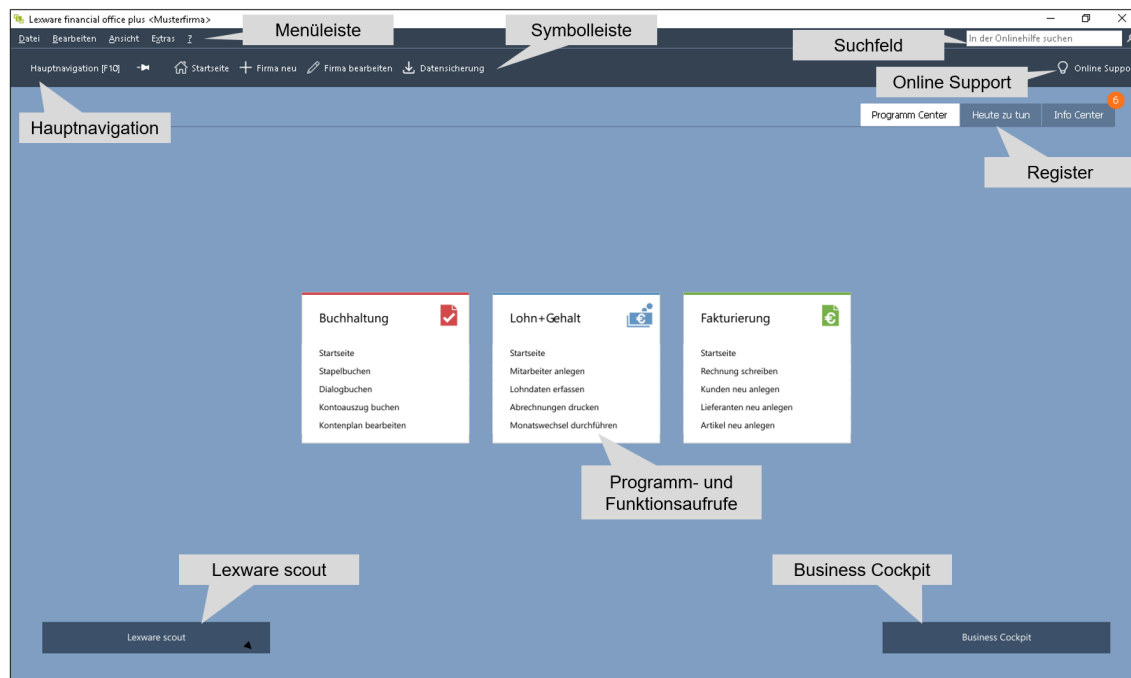 Lexware financial office plus <Musterfirma>
Datei Bearbeiten Ansicht Extras ?
Menüleiste
Symbolleiste
Suchfeld
In der Onlinehilfe suchen
Hauptnavigation [F10]
Startseite
Firma neu
Firma bearbeiten
Datensicherung
Online Support
Online Suppo
Hauptnavigation
6
Programm Center
Heute zu tun
Info Center
Register
Buchhaltung
Startseite
Stapelbuchen
Dialogbuchen
Kontoauszug buchen
Kontenplan bearbeiten
Lohn+Gehalt
Startseite
Mitarbeiter anlegen
Lohndaten erfassen
Abrechnungen drucken
Monatswechsel durchführen
Fakturierung
Startseite
Rechnung schreiben
Kunden neu anlegen
Lieferanten neu anlegen
Artikel neu anlegen
Programm- und
Funktionsaufrufe
Lexware scout
Business Cockpit
Lexware scout
Business Cockpit